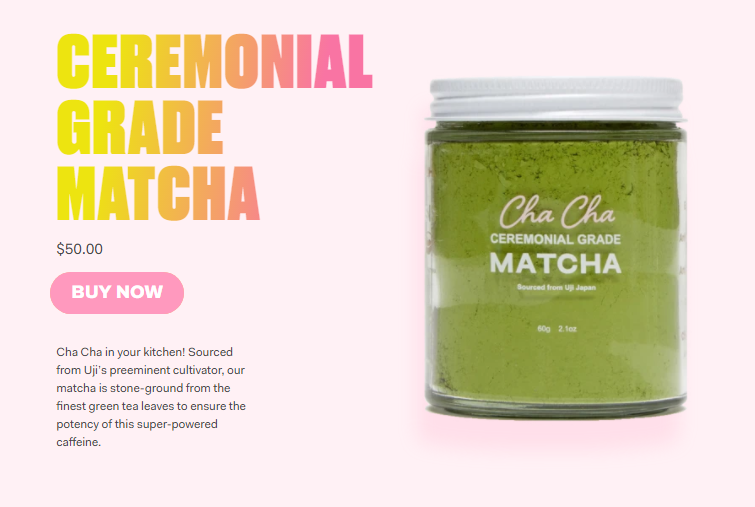 CEREMONIAL
GRADE
MATCHA
$50.00
BUY NOW
Cha Cha in your kitchen! Sourced
from Uji's preeminent cultivator, our
matcha is stone-ground from the
finest green tea leaves to ensure the
potency of this super-powered
caffeine.
Cha Cha
CEREMONIAL GRADE
MATCHA
Sourced from Uji Japan
60g 2.1oz